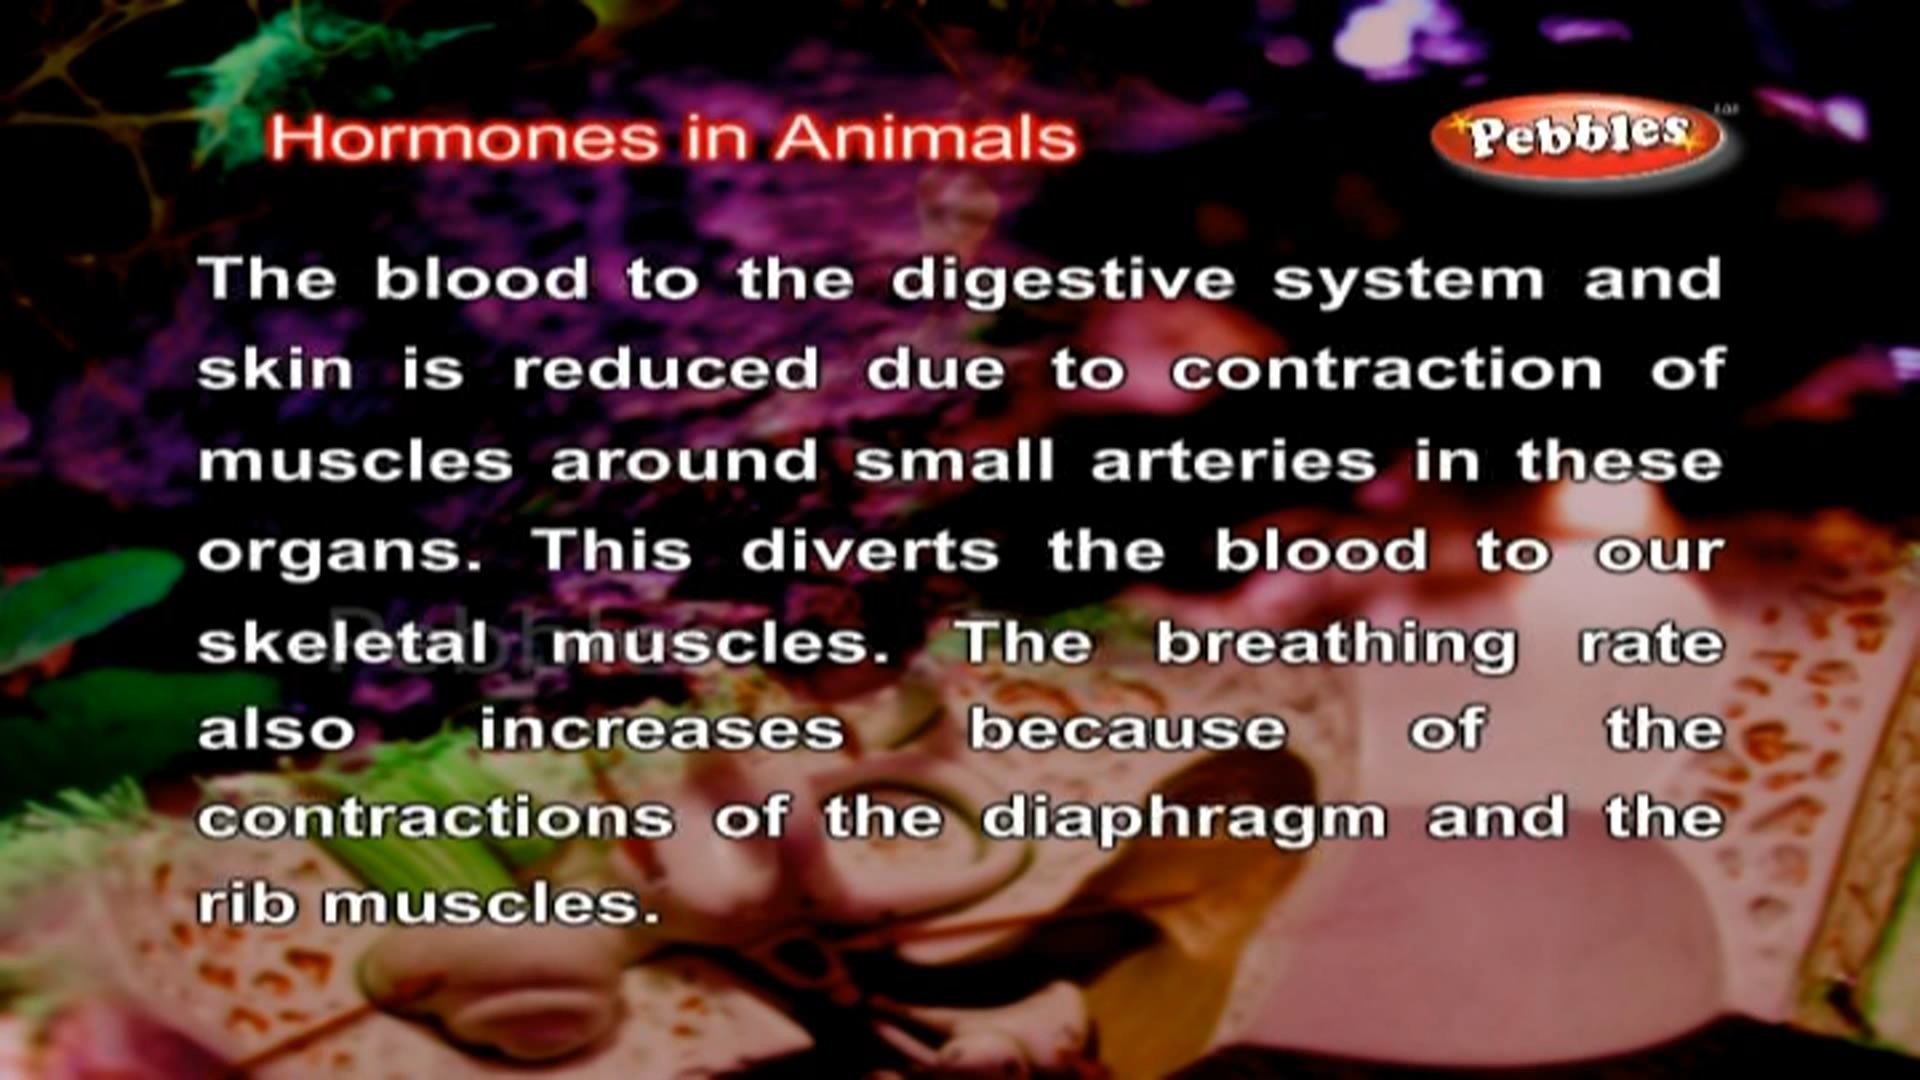 Hormones in Animals
Pebbles
The blood to the digestive system and
skin is reduced due to contraction of
muscles around small arteries in these
organs. This diverts the blood to our
skeletal muscles. The breathing rate
also increases because of the
contractions of the diaphragm and the
rib muscles.